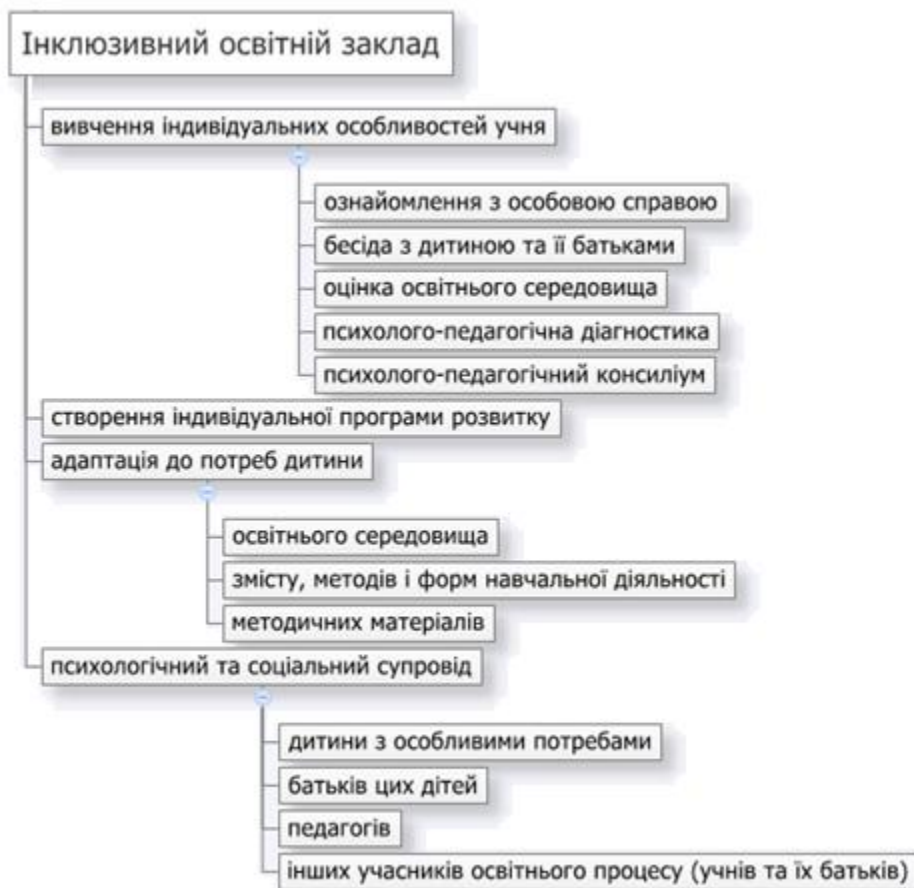 Інклюзивний освітній заклад
вивчення індивідуальних особливостей учня
ознайомлення з особовою справою
бесіда з дитиною та її батьками
оцінка освітнього середовища
психолого-педагогічна діагностика
психолого-педагогічний консиліум
створення індивідуальної програми розвитку
адаптація до потреб дитини
освітнього середовища
змісту, методів і форм навчальної діяльності
методичних матеріалів
психологічний та соціальний супровід
дитини з особливими потребами
батьків цих дітей
педагогів
інших учасників освітнього процесу (учнів та їх батьків)